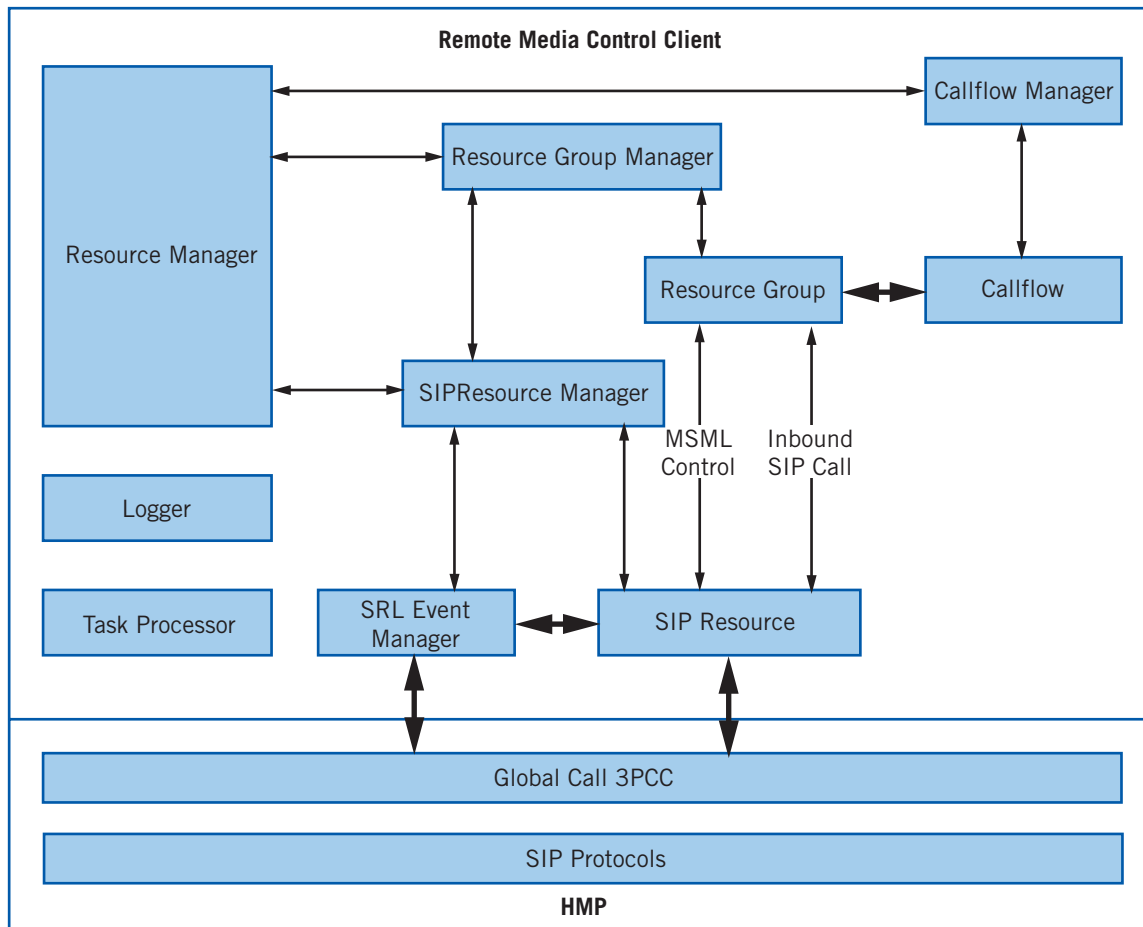 Remote Media Control Client
Callflow Manager
Resource Group Manager
Resource Manager
Resource Group
Callflow
SIPResource Manager
MSML
Control
Inbound
SIP Call
Logger
Task Processor
SRL Event
Manager
SIP Resource
Global Call 3PCC
SIP Protocols
HMP